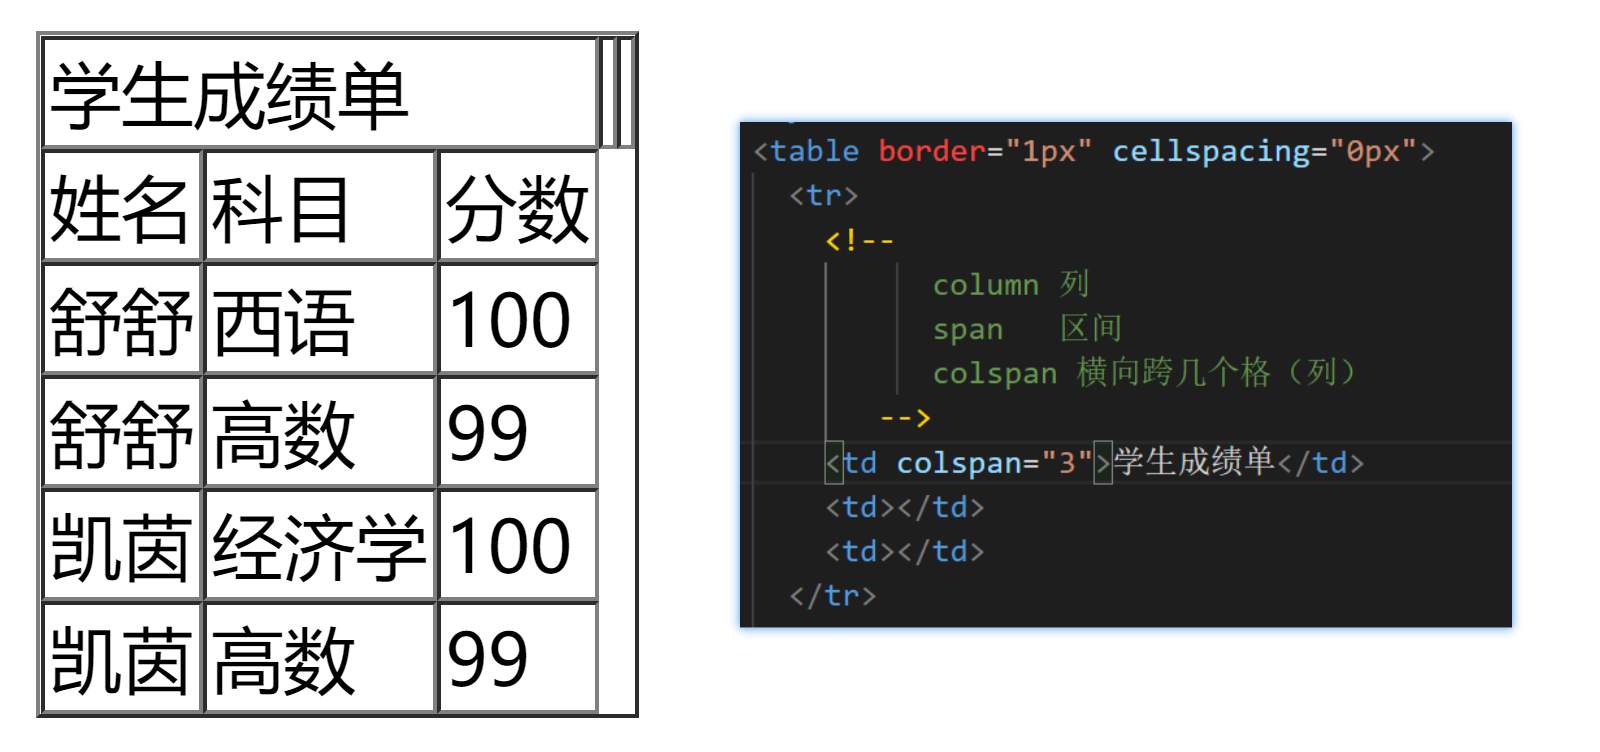 学生成绩单
姓名 科目 分数
舒舒 西语 100
舒舒 高数 99
凯茵 经济学 100
凯茵 高数 99
<table border="1px" cellspacing="0px">
<tr>
<!--
column 列
span 区间
colspan 横向跨几个格（列）
-->
<td colspan="3">学生成绩单</td>
<td></td>
<td></td>
</tr>